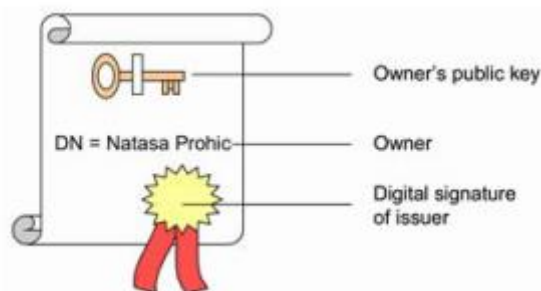 Owner's public key
DN = Natasa Prohic
Owner
Digital signature
of issuer